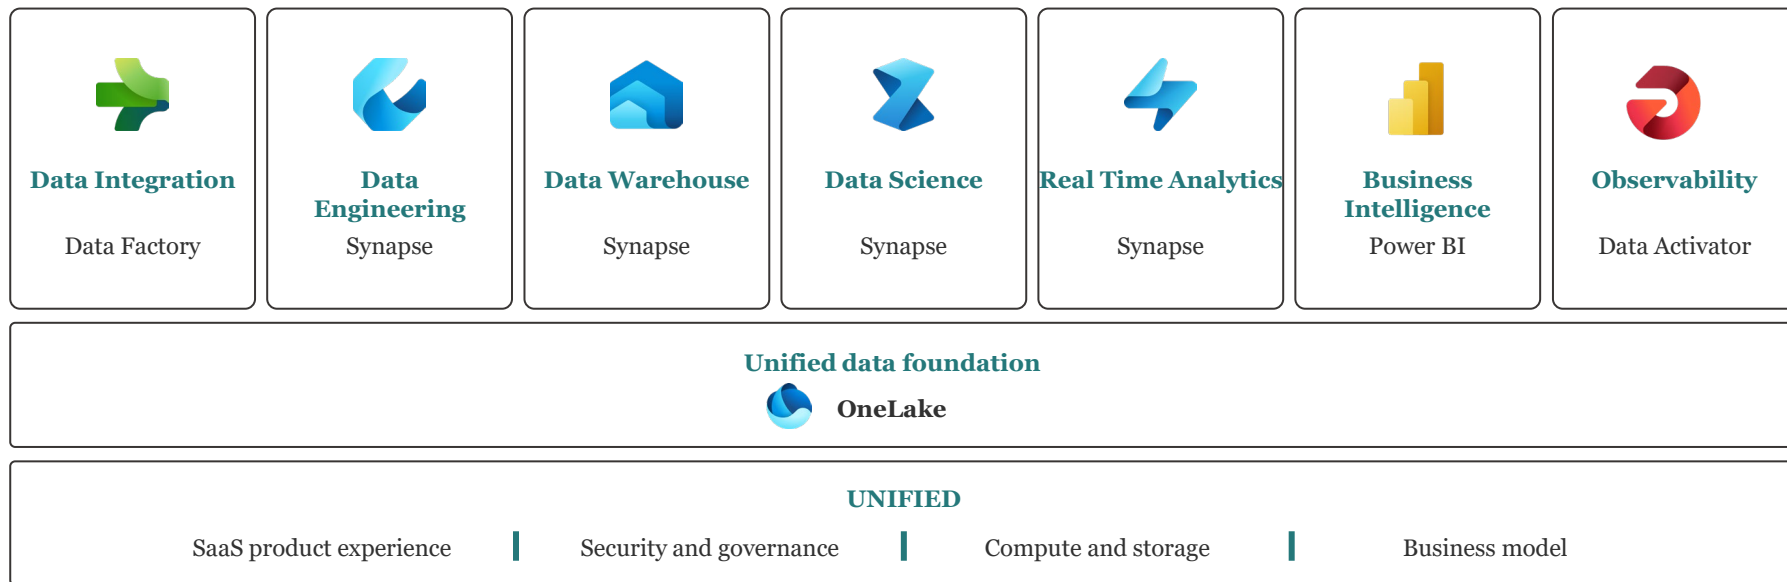 Data Integration
Data Factory
Data
Engineering
Synapse
Data Warehouse
Synapse
Data Science
Synapse
Real Time Analytics
Synapse
Business
Intelligence
Power BI
Observability
Data Activator
Unified data foundation
OneLake
UNIFIED
SaaS product experience
Security and governance
Compute and storage
Business model